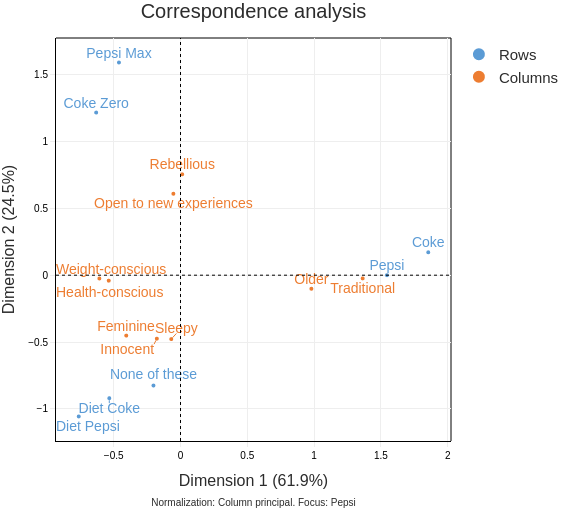 Correspondence analysis
Rows
Columns
Dimension 2 (24.5%)
1.5
1
0.5
0
−0.5
−1
Pepsi Max
Coke Zero
Rebellious
Open to new experiences
Coke
Pepsi
Weight-conscious
Health-conscious
Older
Traditional
Feminine
Sleepy
Innocent
None of these
Diet Coke
Diet Pepsi
−0.5
0
0.5
1
1.5
2
Dimension 1 (61.9%)
Normalization: Column principal. Focus: Pepsi